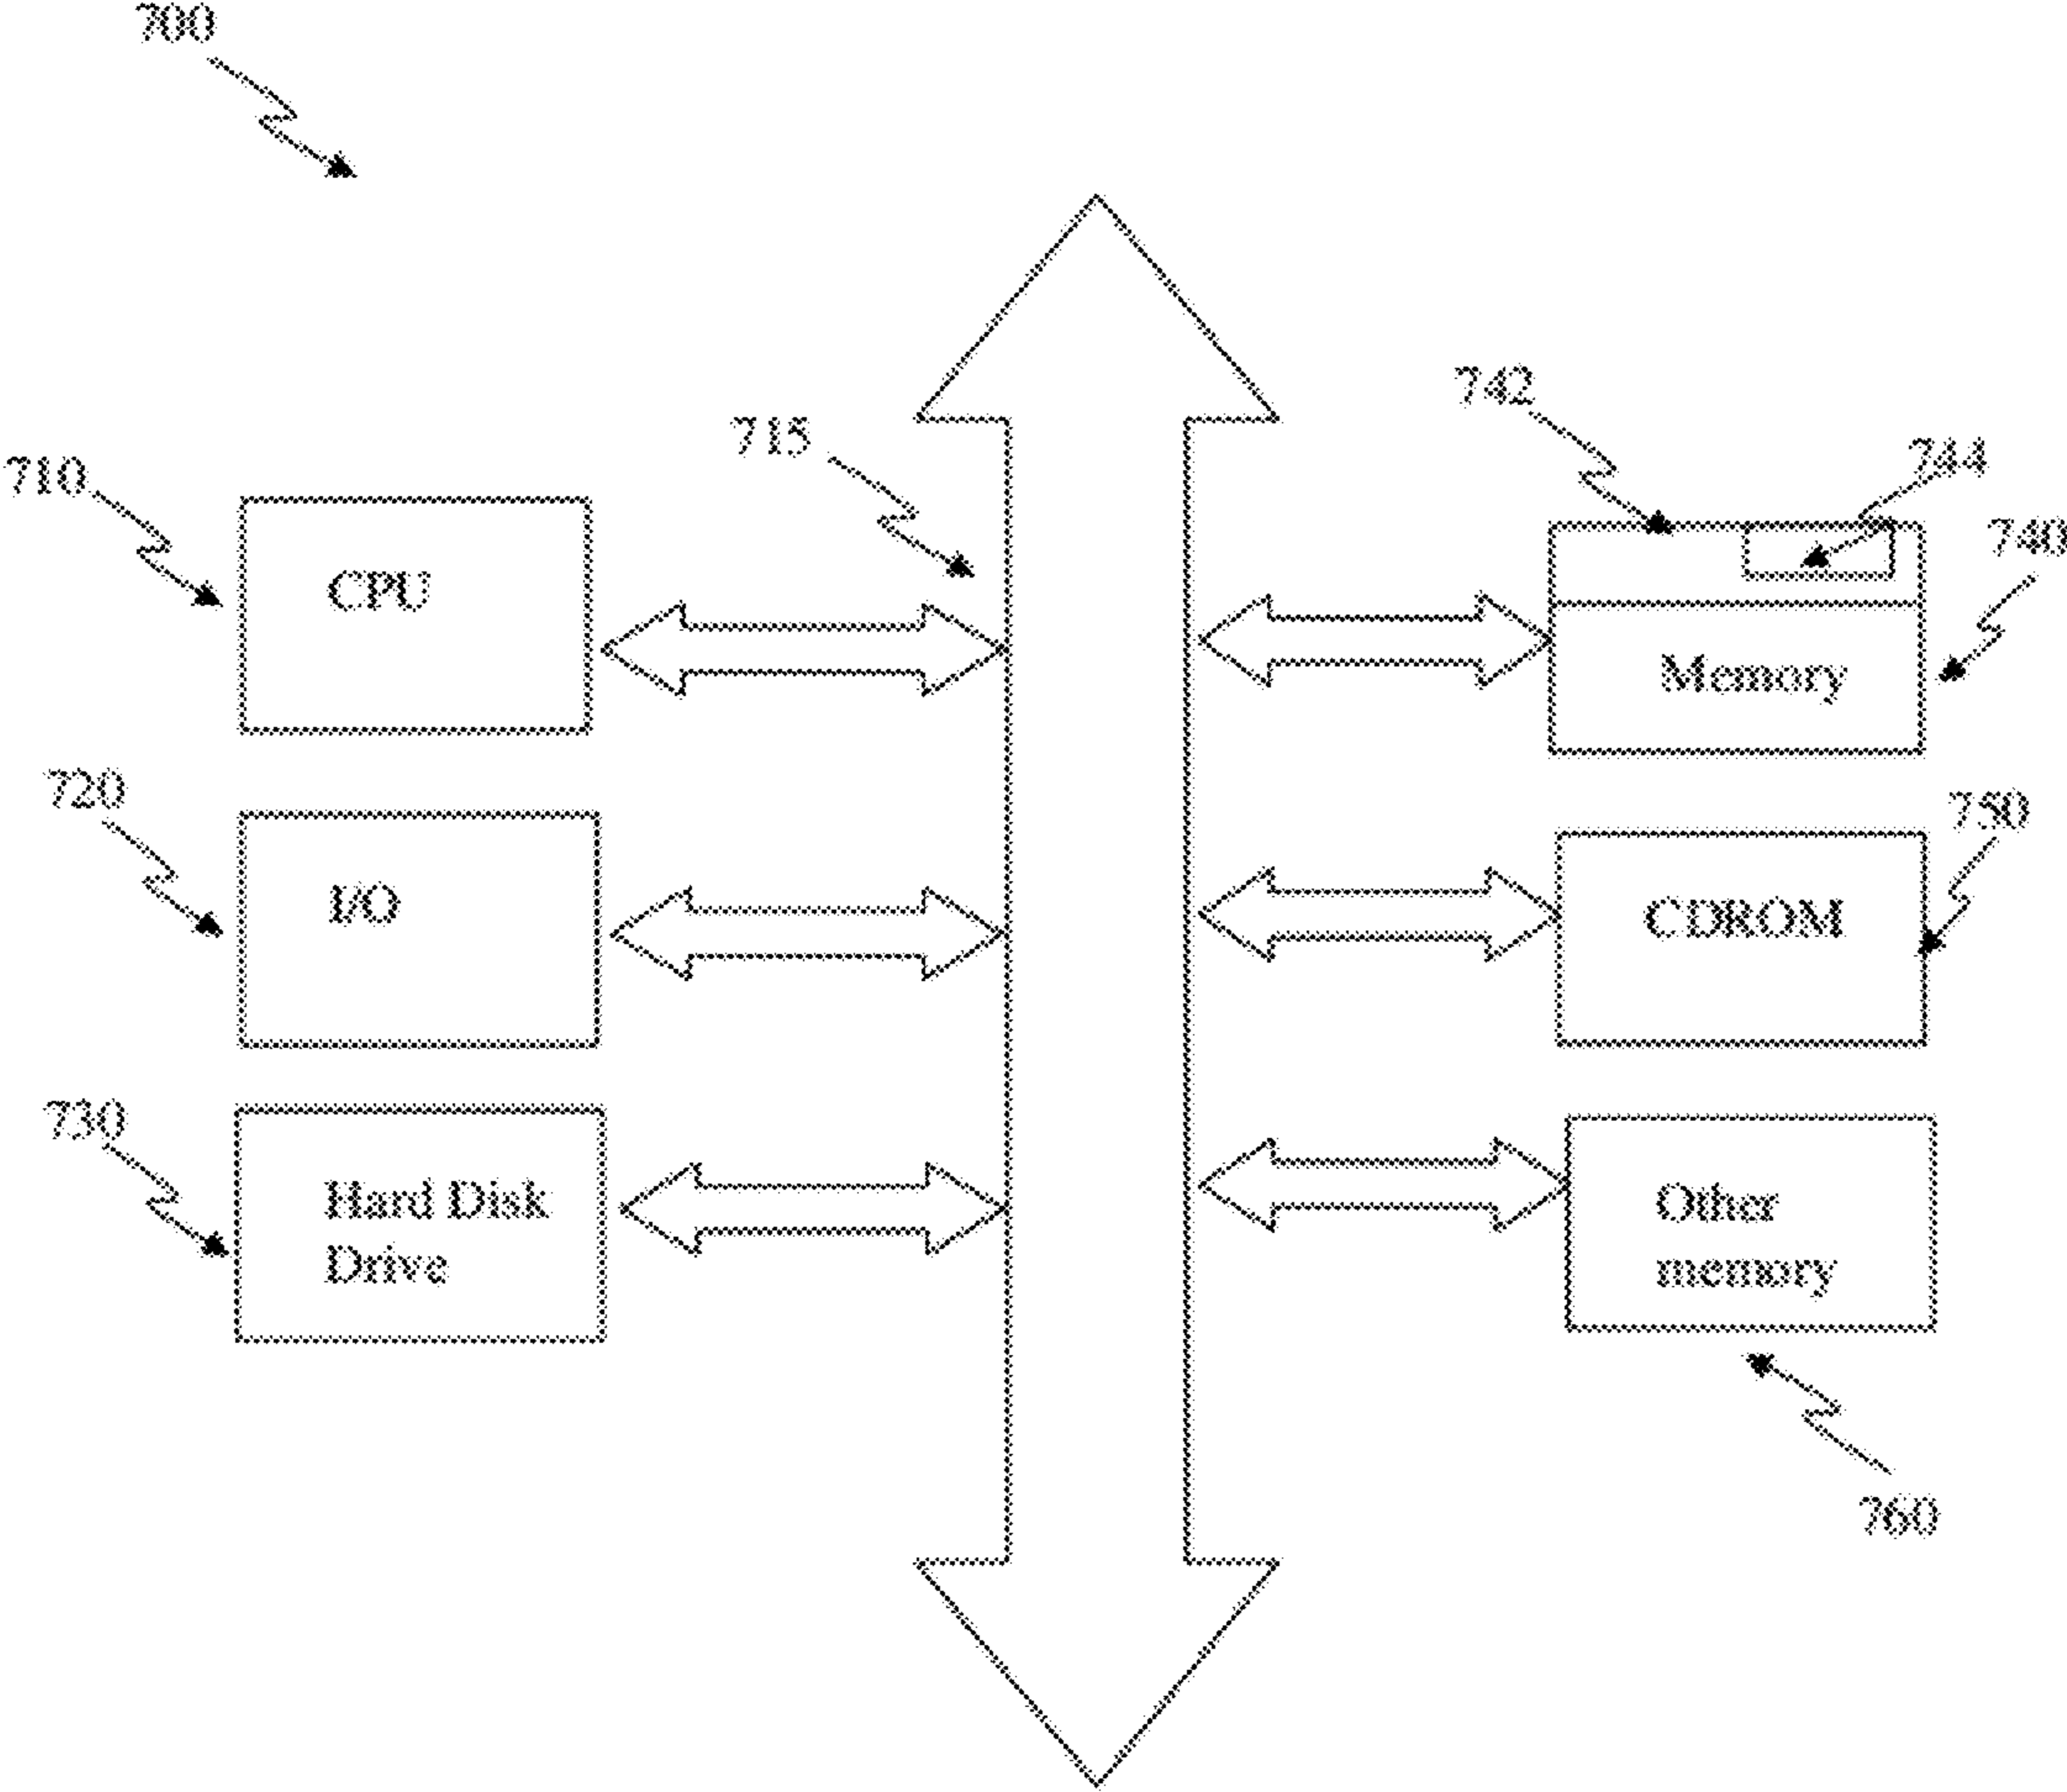 700
742
715
744
710
740
CPU
Memory
720
750
I/O
CDROM
730
Hard Disk
Drive
Other
memory
760